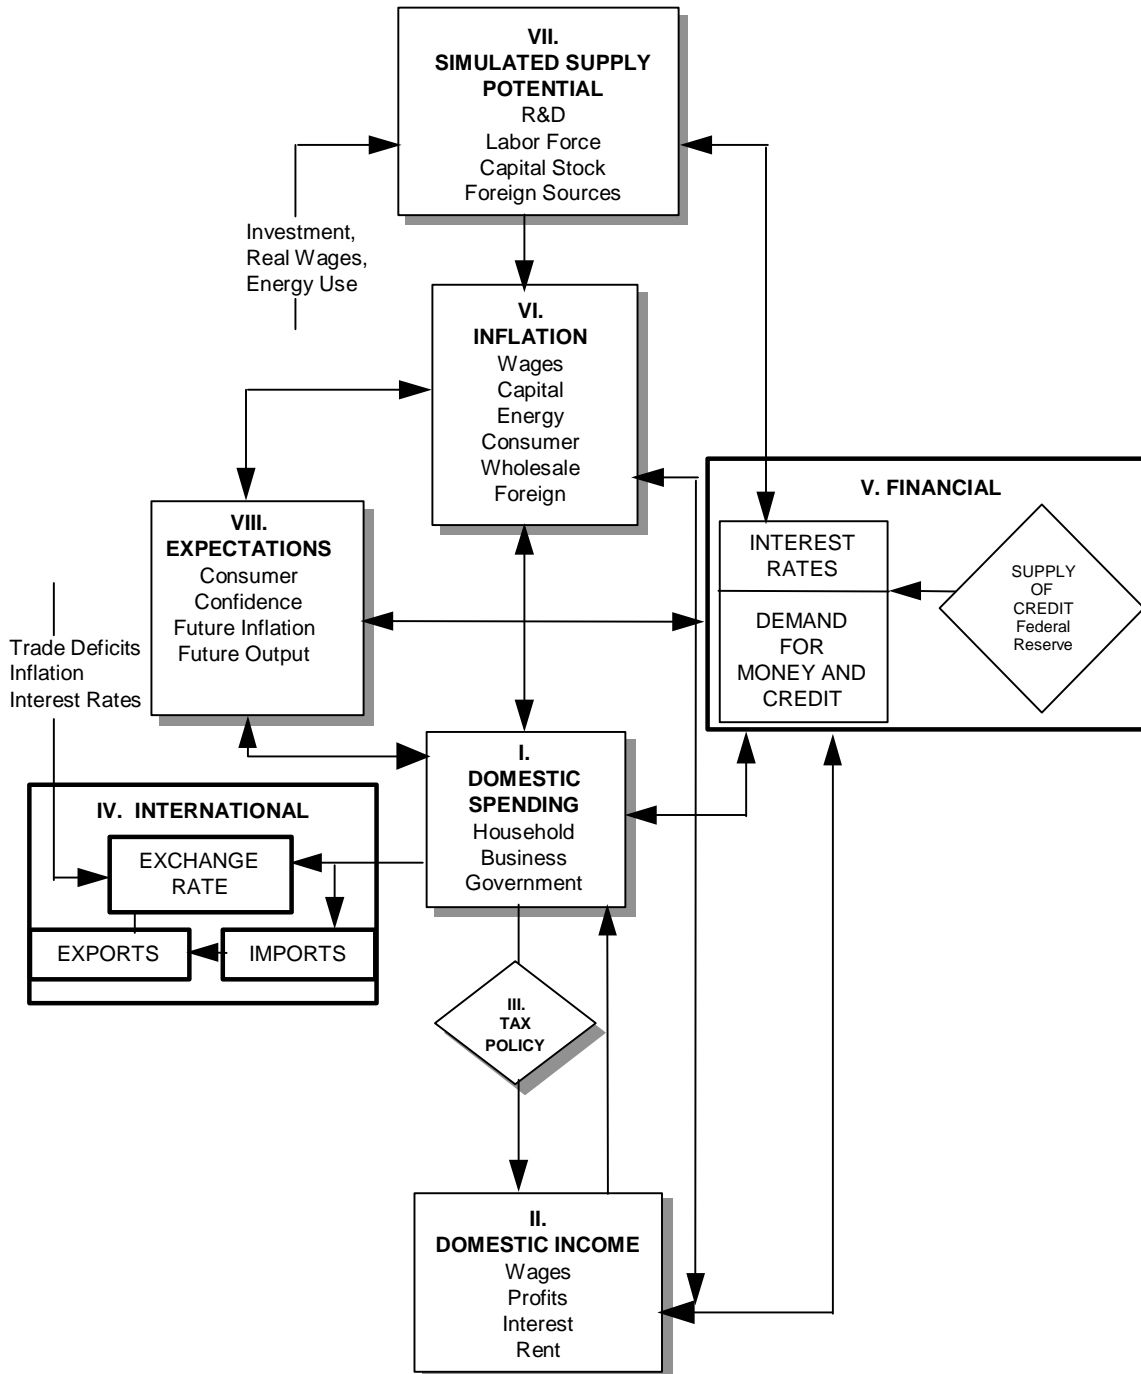 VII.
SIMULATED SUPPLY
POTENTIAL
R&D
Labor Force
Capital Stock
Foreign Sources
Investment,
Real Wages,
Energy Use
VI.
INFLATION
Wages
Capital
Energy
Consumer
Wholesale
Foreign
V. FINANCIAL
INTEREST
RATES
DEMAND
FOR
MONEY AND
CREDIT
SUPPLY
OF
CREDIT
Federal
Reserve
VIII.
EXPECTATIONS
Consumer
Confidence
Future Inflation
Future Output
Trade Deficits
Inflation
Interest Rates
I.
DOMESTIC
SPENDING
Household
Business
Government
IV. INTERNATIONAL
EXCHANGE
RATE
EXPORTS
IMPORTS
III.
TAX
POLICY
II.
DOMESTIC INCOME
Wages
Profits
Interest
Rent